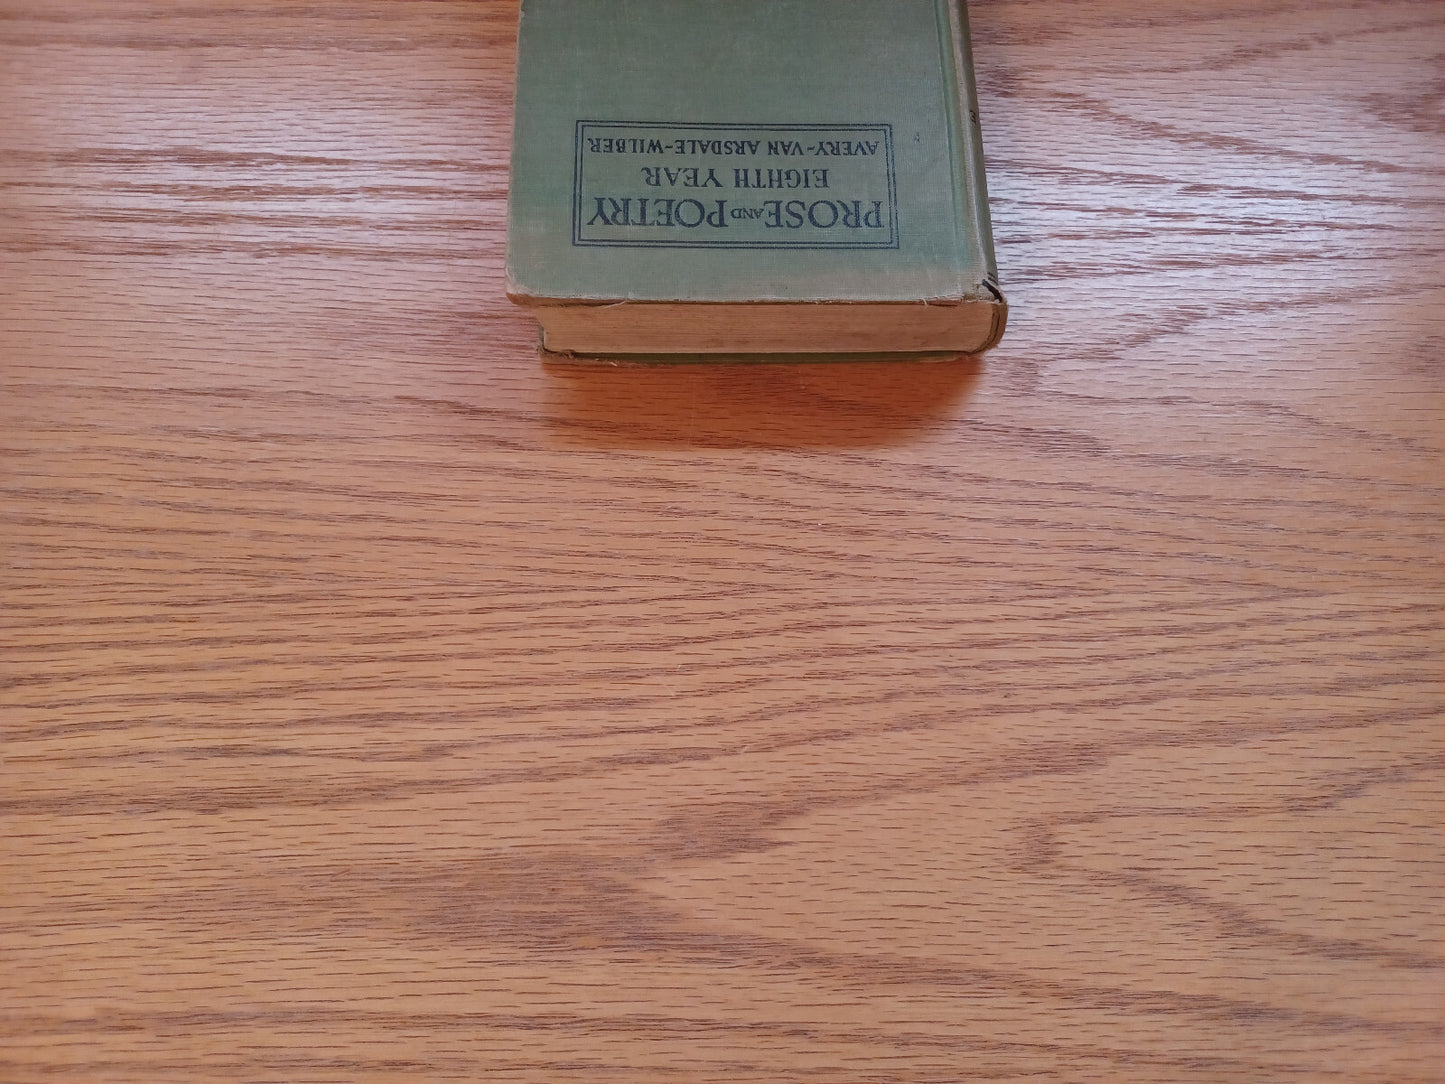 PROSE AND POETRY
EIGHTH YEAR
AVERY-VAN ARSDALE-WILBER